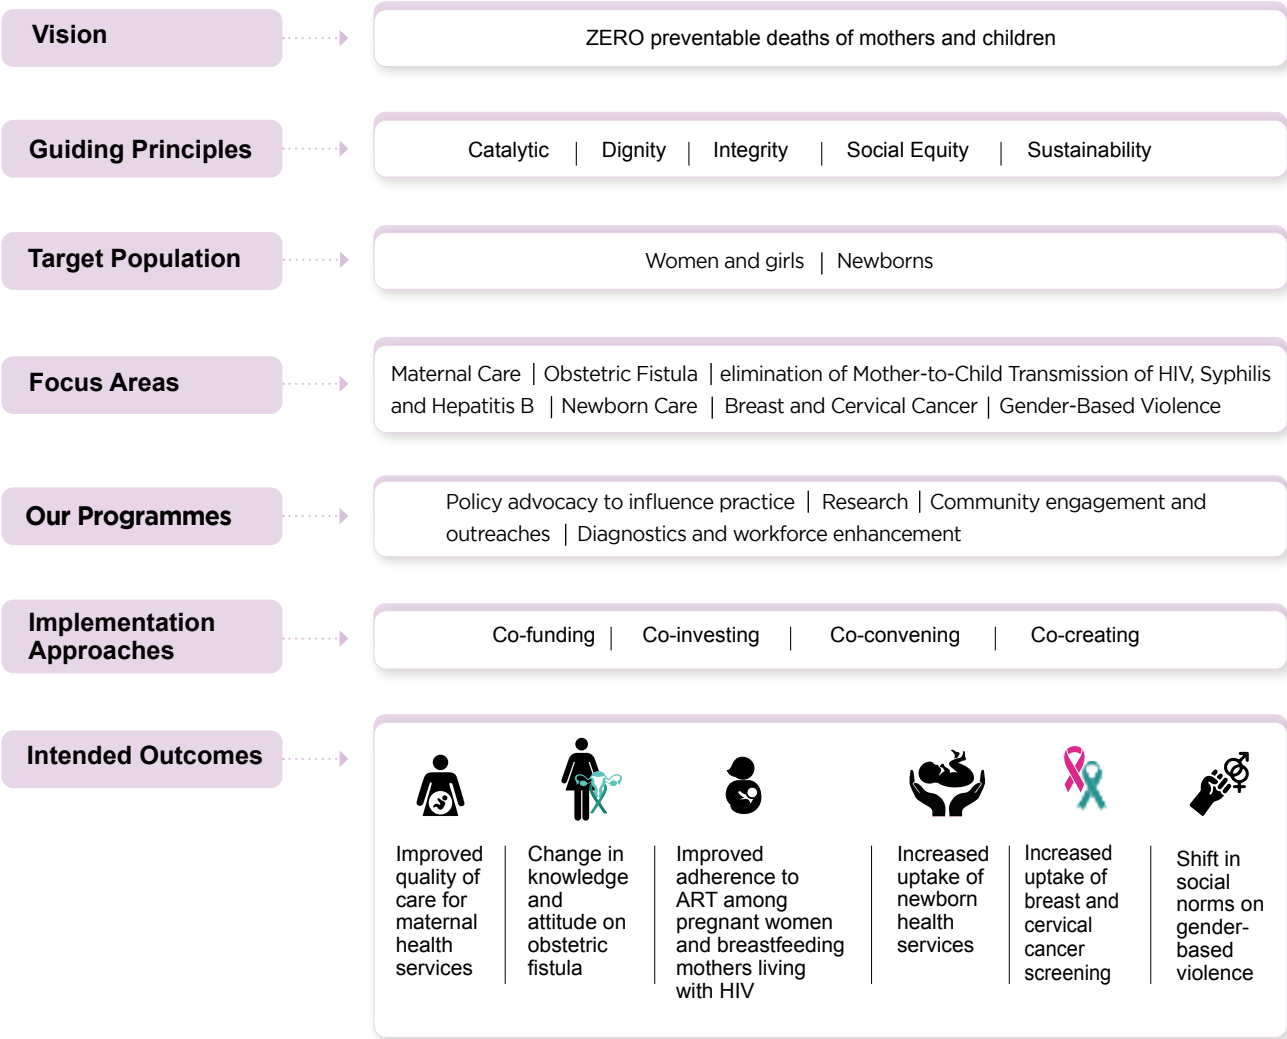 Vision
ZERO preventable deaths of mothers and children
Guiding Principles
Catalytic | Dignity | Integrity | Social Equity | Sustainability
Target Population
Women and girls | Newborns
Focus Areas
Maternal Care | Obstetric Fistula | elimination of Mother-to-Child Transmission of HIV, Syphilis
and Hepatitis B | Newborn Care | Breast and Cervical Cancer | Gender-Based Violence
Our Programmes
Policy advocacy to influence practice | Research | Community engagement and
outreaches | Diagnostics and workforce enhancement
Implementation
Approaches
Co-funding | Co-investing | Co-convening | Co-creating
Intended Outcomes
Improved
quality of
care for
maternal
health
services
Change in
knowledge
and
attitude on
obstetric
fistula
Improved
adherence to
ART among
pregnant women
and breastfeeding
mothers living
with HIV
Increased
uptake of
newborn
health
services
Increased
uptake of
breast and
cervical
cancer
screening
Shift in
social
norms on
gender-
based
violence